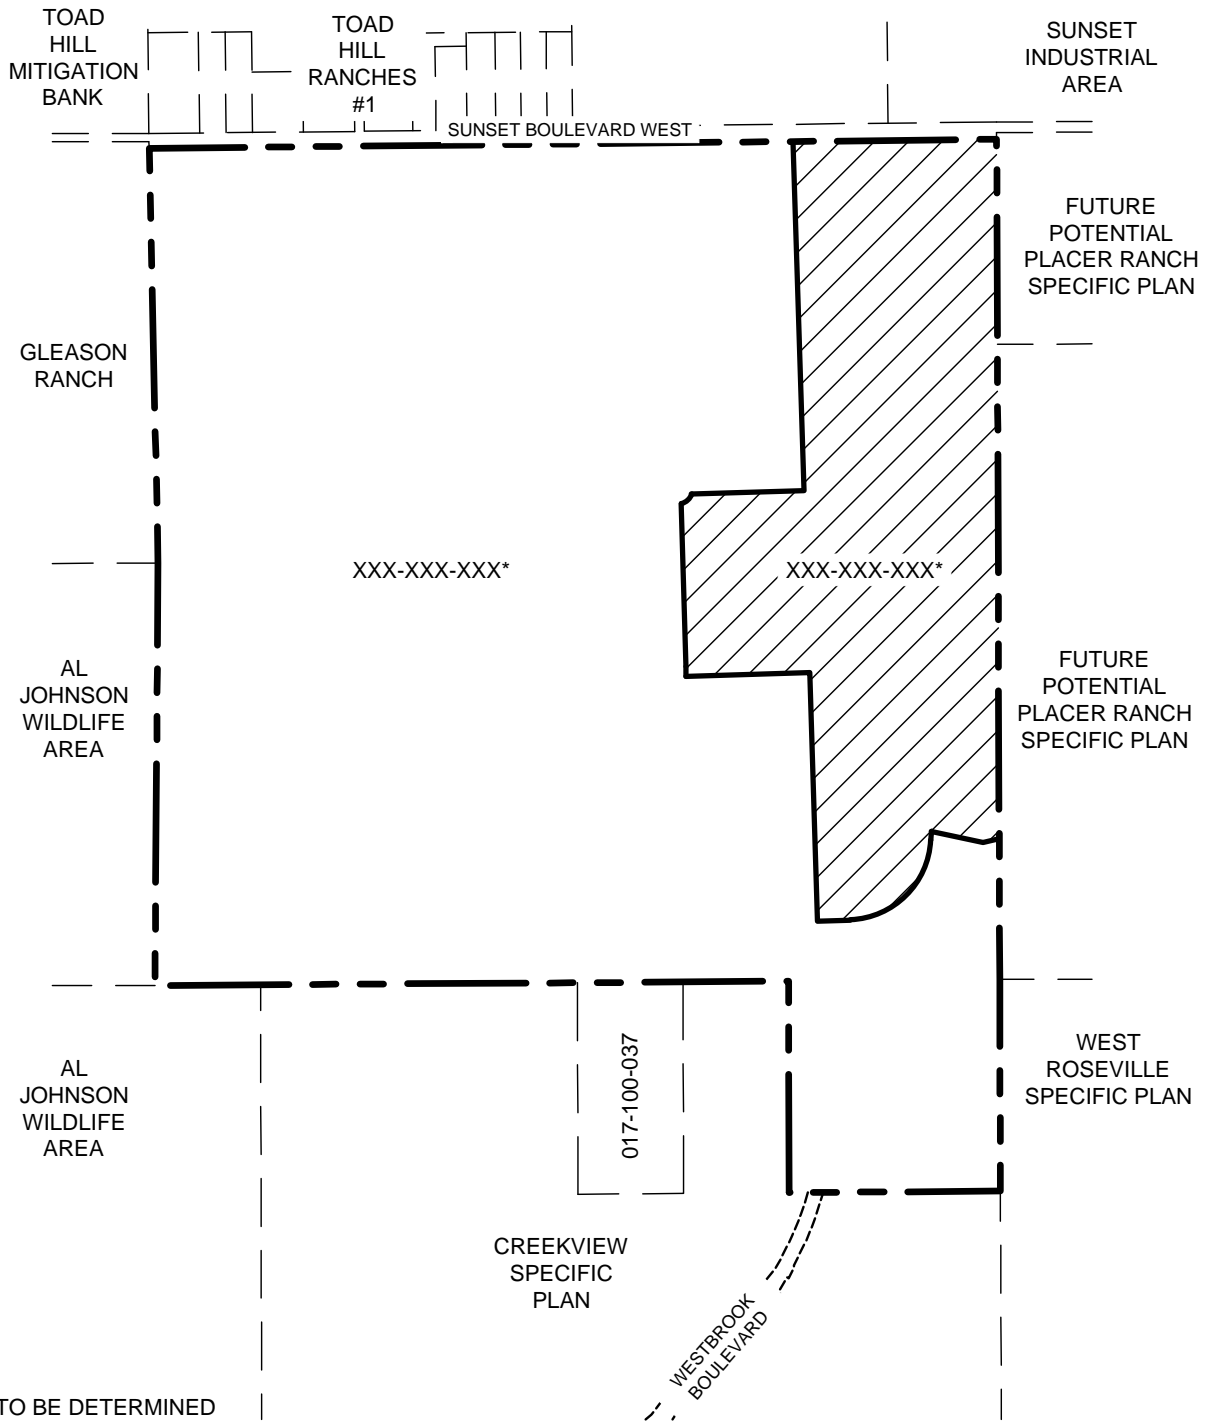 TOAD
HILL
MITIGATION
BANK
TOAD
HILL
RANCHES
#1
SUNSET
INDUSTRIAL
AREA
SUNSET BOULEVARD WEST
FUTURE
POTENTIAL
PLACER RANCH
SPECIFIC PLAN
GLEASON
RANCH
XXX-XXX-XXX*
XXX-XXX-XXX*
AL
JOHNSON
WILDLIFE
AREA
FUTURE
POTENTIAL
PLACER RANCH
SPECIFIC PLAN
AL
JOHNSON
WILDLIFE
AREA
017-100-037
WEST
ROSEVILLE
SPECIFIC PLAN
CREEKVIEW
SPECIFIC
PLAN
WESTBROOK
BOULEVARD
TO BE DETERMINED